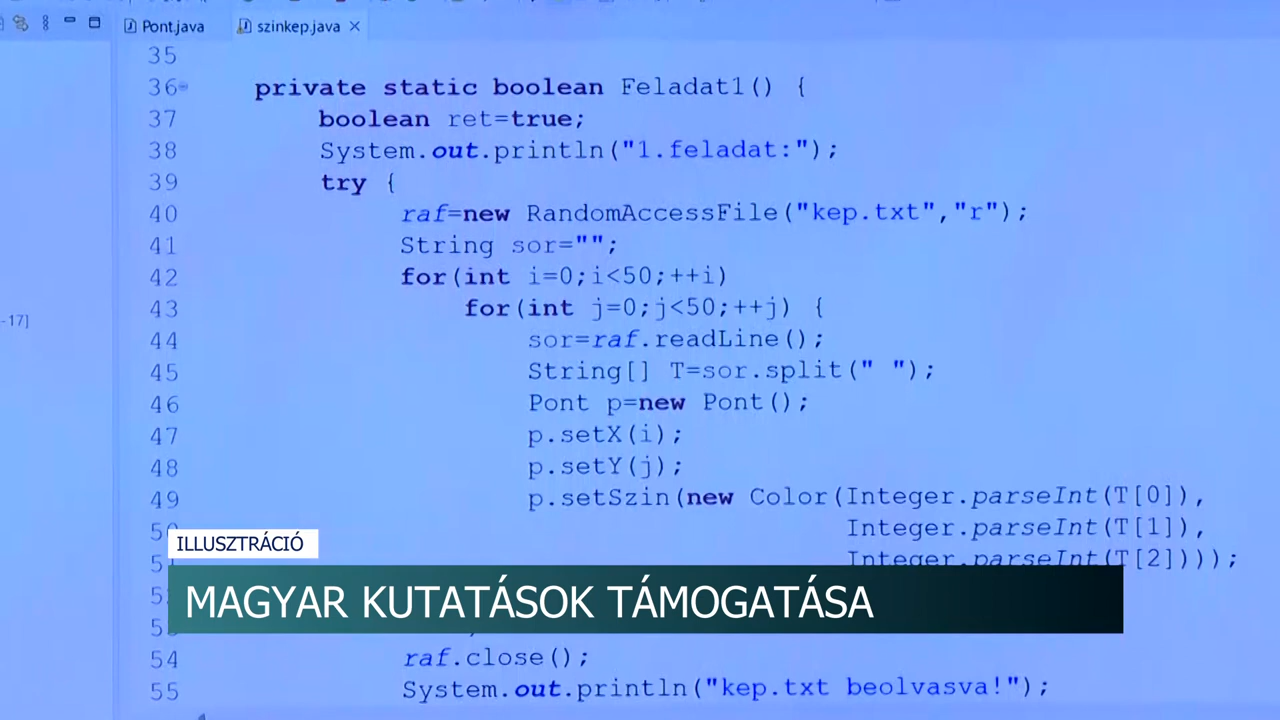 Pont.java szinkep.java
35
36 private static boolean Feladat1() {
37 boolean ret=true;
38 System.out.println("1.feladat:");
39 try {
40 raf=new RandomAccessFile("kep.txt","r");
41 String sor="";
42 for(int i=0;i<50;++i)
43 for(int j=0;j<50;++j) {
44 sor=raf.readLine();
-17]
45 String[] T=sor.split(" ");
46 Pont p=new Pont();
47 p.setX(i);
48 p.setY(j);
49 p.setSzin(new Color(Integer.parseInt(T[0]),
Integer.parseInt(T[1]),
Integer.parseInt(T[2])));
ILLUSZTRÁCIÓ
MAGYAR KUTATÁSOK TÁMOGATÁSA
54 raf.close();
55 System.out.println("kep.txt beolvasva!");